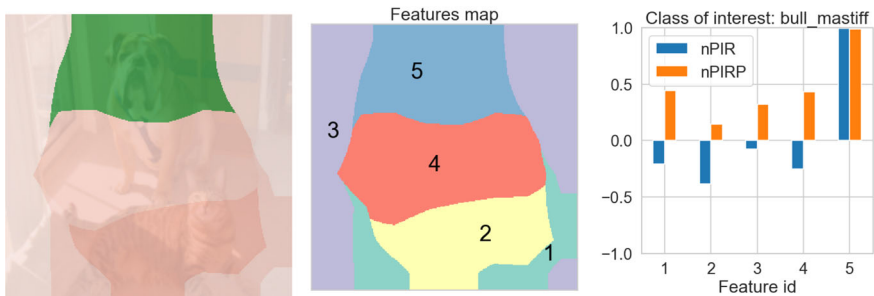 Features map
5
3
4
2
1
Class of interest: bull_mastiff
nPIR
nPIRP
1.0
0.5
0.0
−0.5
−1.0
1 2 3 4 5
Feature id